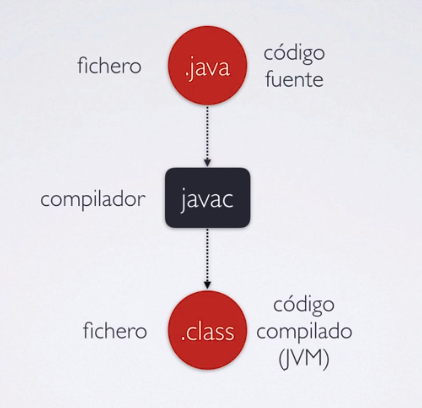 fichero
.java
código
fuente
compilador
javac
fichero
.class
código
compilado
(JVM)